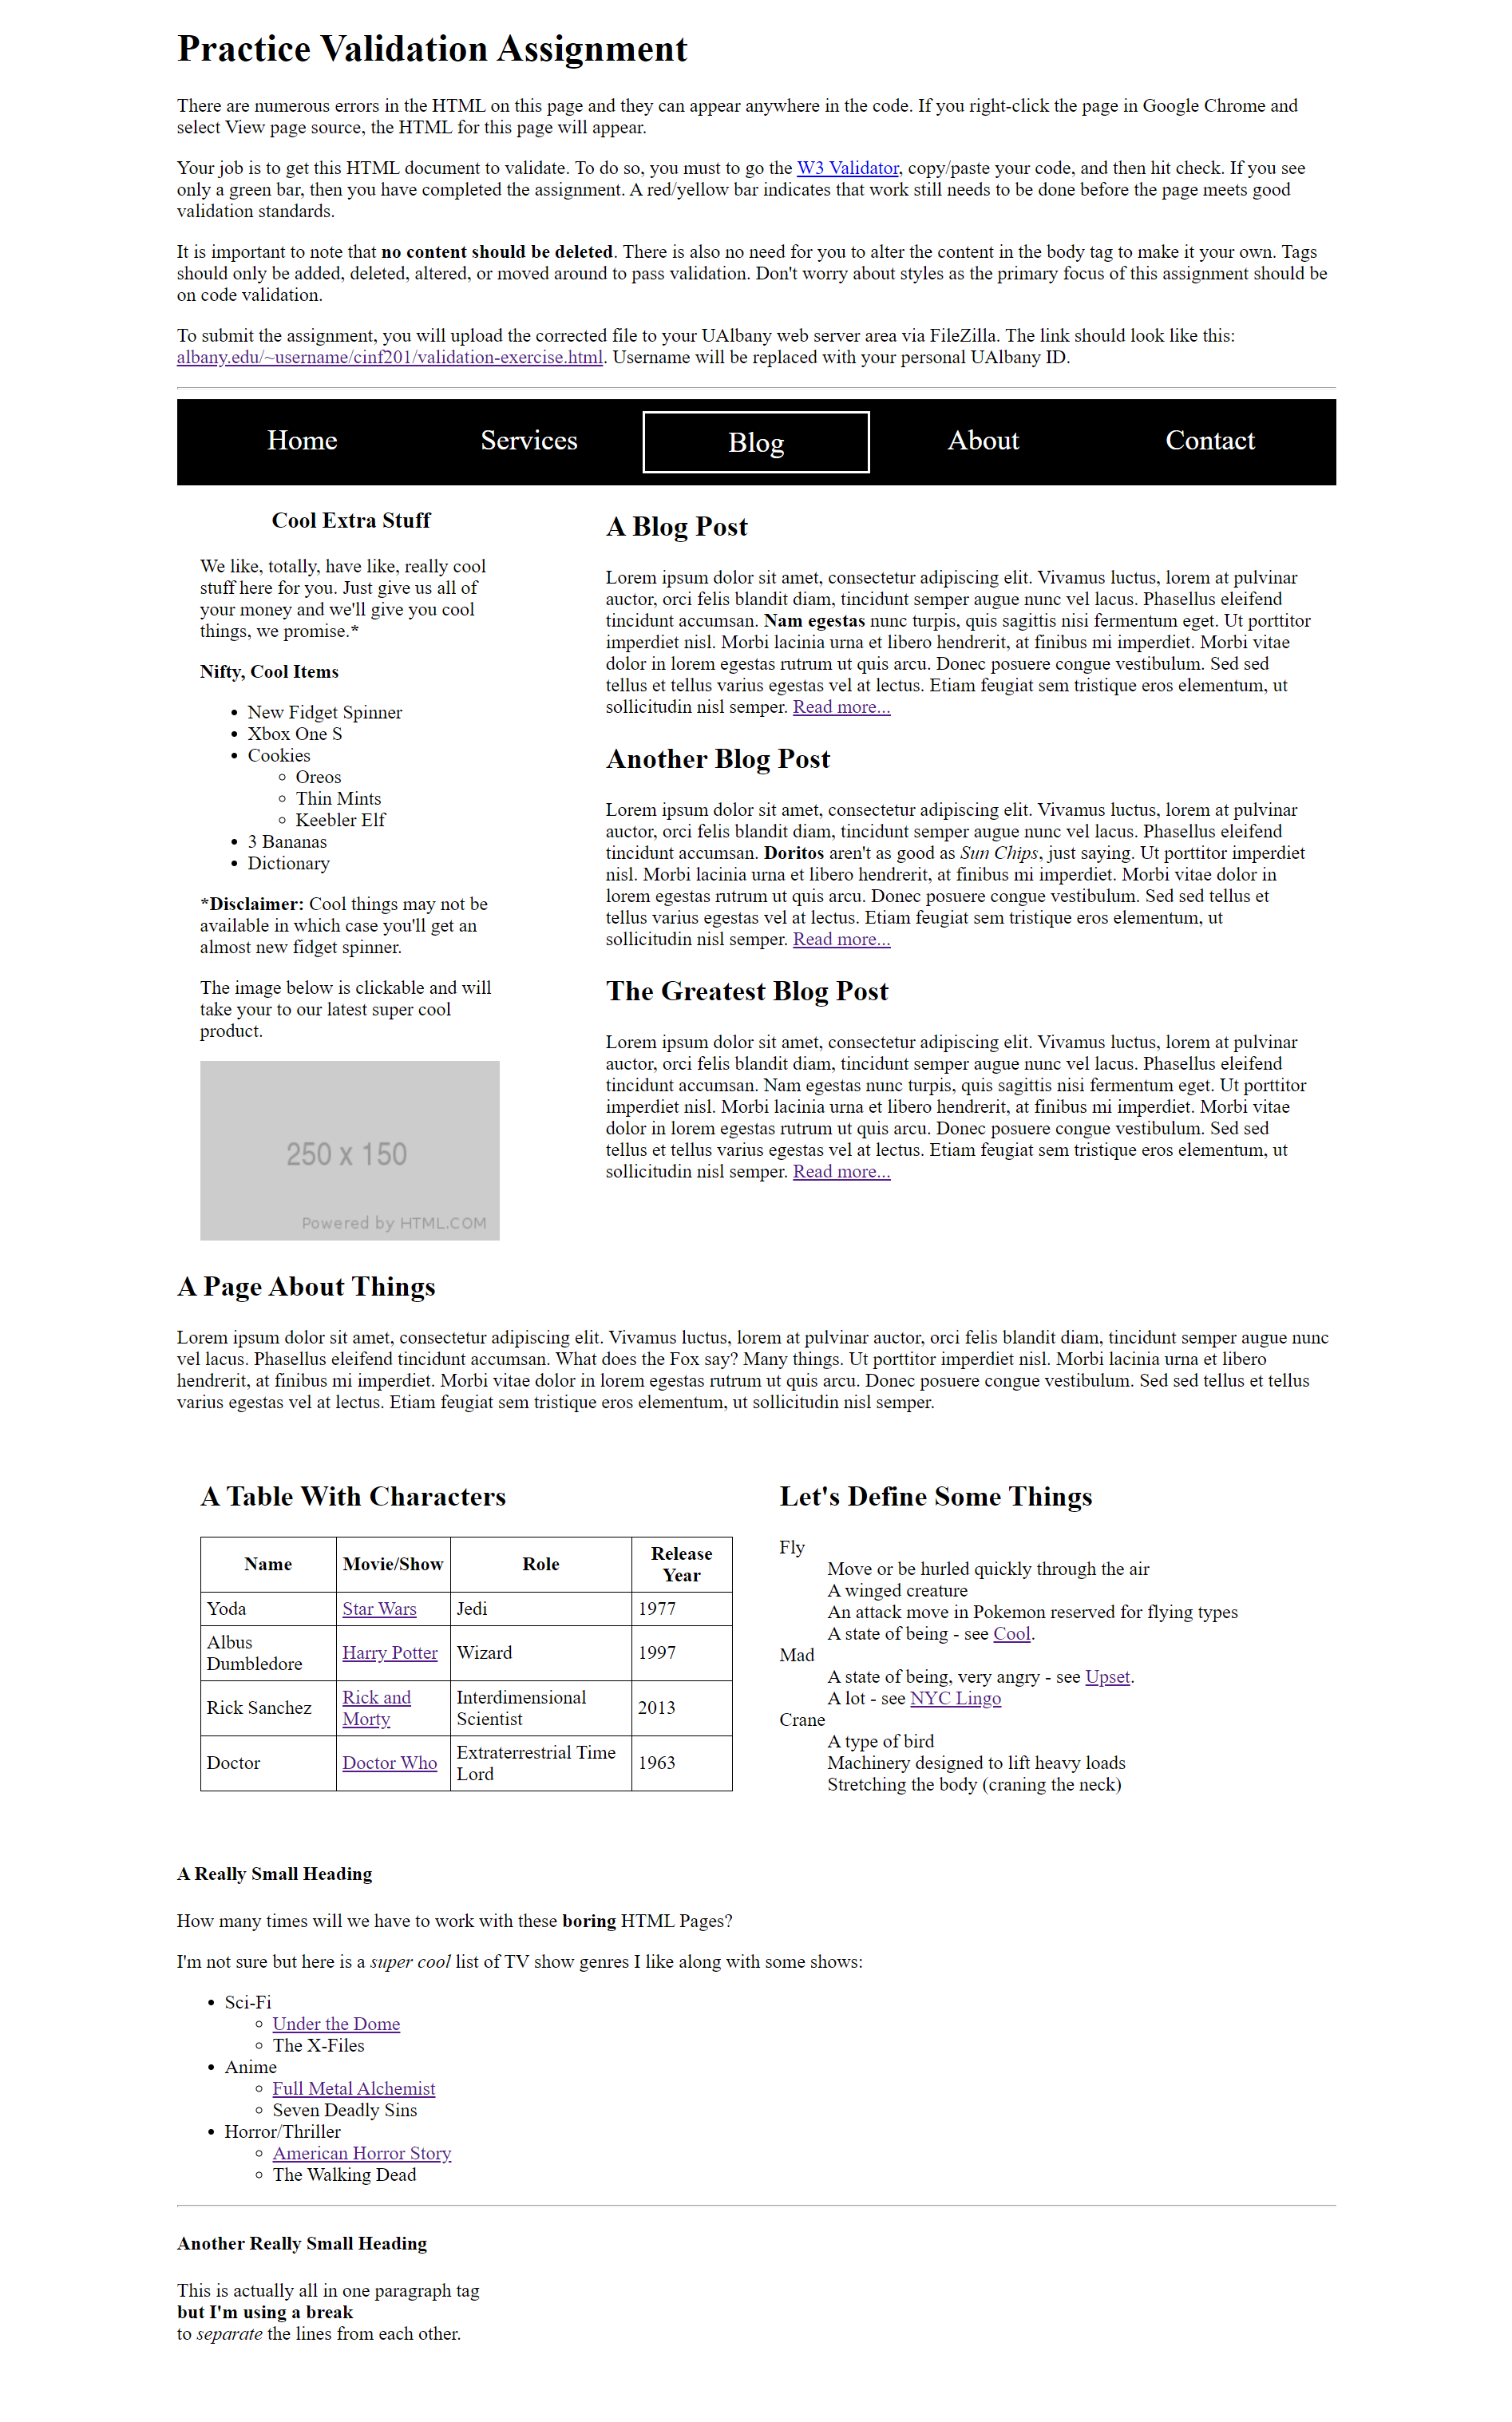 Practice Validation Assignment
There are numerous errors in the HTML on this page and they can appear anywhere in the code. If you right-click the page in Google Chrome and
select View page source, the HTML for this page will appear.
Your job is to get this HTML document to validate. To do so, you must to go the W3 Validator, copy/paste your code, and then hit check. If you see
only a green bar, then you have completed the assignment. A red/yellow bar indicates that work still needs to be done before the page meets good
validation standards.
It is important to note that no content should be deleted. There is also no need for you to alter the content in the body tag to make it your own. Tags
should only be added, deleted, altered, or moved around to pass validation. Don't worry about styles as the primary focus of this assignment should be
on code validation.
To submit the assignment, you will upload the corrected file to your UAlbany web server area via FileZilla. The link should look like this:
albany.edu/~username/cinf201/validation-exercise.html. Username will be replaced with your personal UAlbany ID.
Home Services Blog About Contact
Cool Extra Stuff
We like, totally, have like, really cool
stuff here for you. Just give us all of
your money and we'll give you cool
things, we promise.*
Nifty, Cool Items
• New Fidget Spinner
• Xbox One S
• Cookies
◦ Oreos
◦ Thin Mints
◦ Keebler Elf
• 3 Bananas
• Dictionary
*Disclaimer: Cool things may not be
available in which case you'll get an
almost new fidget spinner.
The image below is clickable and will
take your to our latest super cool
product.
250 x 150
Powered by HTML.COM
A Blog Post
Lorem ipsum dolor sit amet, consectetur adipiscing elit. Vivamus luctus, lorem at pulvinar
auctor, orci felis blandit diam, tincidunt semper augue nunc vel lacus. Phasellus eleifend
tincidunt accumsan. Nam egestas nunc turpis, quis sagittis nisi fermentum eget. Ut porttitor
imperdiet nisl. Morbi lacinia urna et libero hendrerit, at finibus mi imperdiet. Morbi vitae
dolor in lorem egestas rutrum ut quis arcu. Donec posuere congue vestibulum. Sed sed
tellus et tellus varius egestas vel at lectus. Etiam feugiat sem tristique eros elementum, ut
sollicitudin nisl semper. Read more...
Another Blog Post
Lorem ipsum dolor sit amet, consectetur adipiscing elit. Vivamus luctus, lorem at pulvinar
auctor, orci felis blandit diam, tincidunt semper augue nunc vel lacus. Phasellus eleifend
tincidunt accumsan. Doritos aren't as good as Sun Chips, just saying. Ut porttitor imperdiet
nisl. Morbi lacinia urna et libero hendrerit, at finibus mi imperdiet. Morbi vitae dolor in
lorem egestas rutrum ut quis arcu. Donec posuere congue vestibulum. Sed sed tellus et
tellus varius egestas vel at lectus. Etiam feugiat sem tristique eros elementum, ut
sollicitudin nisl semper. Read more...
The Greatest Blog Post
Lorem ipsum dolor sit amet, consectetur adipiscing elit. Vivamus luctus, lorem at pulvinar
auctor, orci felis blandit diam, tincidunt semper augue nunc vel lacus. Phasellus eleifend
tincidunt accumsan. Nam egestas nunc turpis, quis sagittis nisi fermentum eget. Ut porttitor
imperdiet nisl. Morbi lacinia urna et libero hendrerit, at finibus mi imperdiet. Morbi vitae
dolor in lorem egestas rutrum ut quis arcu. Donec posuere congue vestibulum. Sed sed
tellus et tellus varius egestas vel at lectus. Etiam feugiat sem tristique eros elementum, ut
sollicitudin nisl semper. Read more...
A Page About Things
Lorem ipsum dolor sit amet, consectetur adipiscing elit. Vivamus luctus, lorem at pulvinar auctor, orci felis blandit diam, tincidunt semper augue nunc
vel lacus. Phasellus eleifend tincidunt accumsan. What does the Fox say? Many things. Ut porttitor imperdiet nisl. Morbi lacinia urna et libero
hendrerit, at finibus mi imperdiet. Morbi vitae dolor in lorem egestas rutrum ut quis arcu. Donec posuere congue vestibulum. Sed sed tellus et tellus
varius egestas vel at lectus. Etiam feugiat sem tristique eros elementum, ut sollicitudin nisl semper.
A Table With Characters
Name Movie/Show Role Release Year
Yoda Star Wars Jedi 1977
Albus Dumbledore Harry Potter Wizard 1997
Rick Sanchez Rick and Morty Interdimensional Scientist 2013
Doctor Doctor Who Extraterrestrial Time Lord 1963
Let's Define Some Things
Fly
Move or be hurled quickly through the air
A winged creature
An attack move in Pokemon reserved for flying types
A state of being - see Cool.
Mad
A state of being, very angry - see Upset.
A lot - see NYC Lingo
Crane
A type of bird
Machinery designed to lift heavy loads
Stretching the body (craning the neck)
A Really Small Heading
How many times will we have to work with these boring HTML Pages?
I'm not sure but here is a super cool list of TV show genres I like along with some shows:
• Sci-Fi
◦ Under the Dome
◦ The X-Files
• Anime
◦ Full Metal Alchemist
◦ Seven Deadly Sins
• Horror/Thriller
◦ American Horror Story
◦ The Walking Dead
Another Really Small Heading
This is actually all in one paragraph tag
but I'm using a break
to separate the lines from each other.